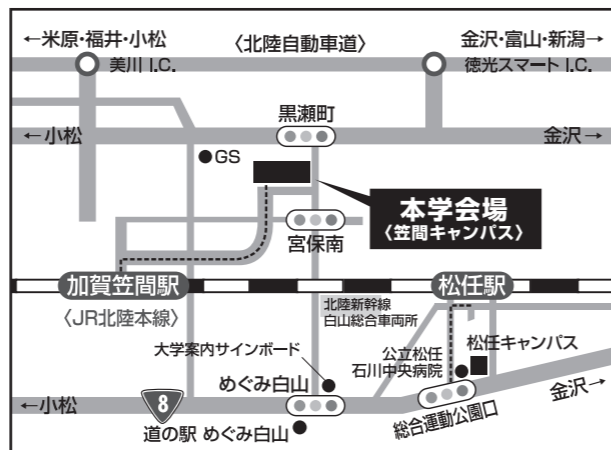 ←米原・福井・小松
〈北陸自動車道〉
金沢・富山・新潟→
美川 I.C.
徳光スマート I.C.
黒瀬町
←小松
金沢→
GS
本学会場
〈笠間キャンパス〉
宮保南
加賀笠間駅
松任駅
〈JR北陸本線〉
北陸新幹線
白山総合車両所
大学案内サインボード
公立松任
石川中央病院
松任キャンパス
めぐみ白山
←小松
8
総合運動公園口
金沢→
道の駅 めぐみ白山